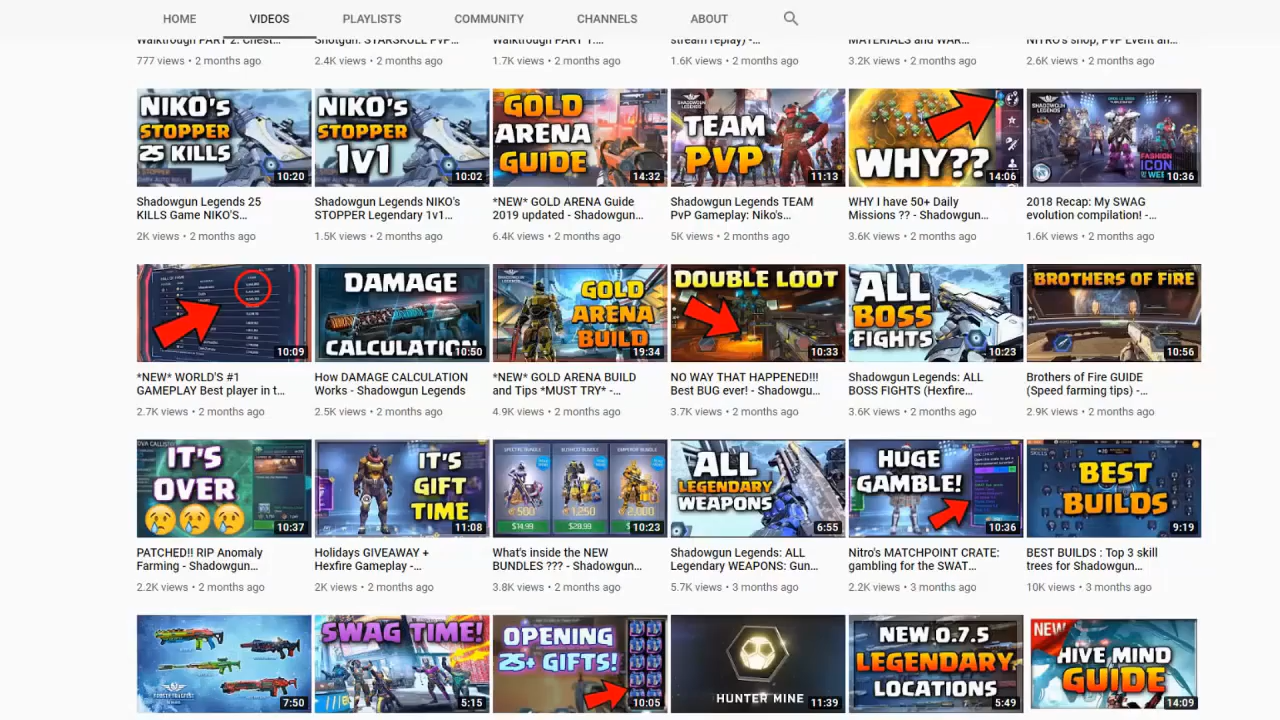 HOME VIDEOS PLAYLISTS COMMUNITY CHANNELS ABOUT
777 views • 2 months ago
2.4K views • 2 months ago
1.7K views • 2 months ago
1.6K views • 2 months ago
3.2K views • 2 months ago
2.6K views • 2 months ago
NIKO's
STOPPER
25 KILLS
10:20
NIKO's
STOPPER
1v1
10:02
GOLD
ARENA
GUIDE
14:32
TEAM
PVP
11:13
WHY??
14:06
FASHION
ICON
10:36
Shadowgun Legends 25
KILLS Game NIKO'S...
2K views • 2 months ago
Shadowgun Legends NIKO's
STOPPER Legendary 1v1...
1.5K views • 2 months ago
*NEW* GOLD ARENA Guide
2019 updated - Shadowgun...
6.4K views • 2 months ago
Shadowgun Legends TEAM
PvP Gameplay: Niko's...
5K views • 2 months ago
WHY I have 50+ Daily
Missions ?? - Shadowgun...
3.6K views • 2 months ago
2018 Recap: My SWAG
evolution compilation! -...
1.6K views • 2 months ago
10:09
DAMAGE
CALCULATION
10:50
GOLD
ARENA
BUILD
19:34
DOUBLE LOOT
10:33
ALL
BOSS
FIGHTS
10:23
BROTHERS OF FIRE
10:56
*NEW* WORLD'S #1
GAMEPLAY Best player in t...
2.7K views • 2 months ago
How DAMAGE CALCULATION
Works - Shadowgun Legends
2.5K views • 2 months ago
*NEW* GOLD ARENA BUILD
and Tips *MUST TRY* -...
4.9K views • 2 months ago
NO WAY THAT HAPPENED!!!
Best BUG ever! - Shadowgu...
3.7K views • 2 months ago
Shadowgun Legends: ALL
BOSS FIGHTS (Hexfire...
3.6K views • 2 months ago
Brothers of Fire GUIDE
(Speed farming tips) -...
2.9K views • 2 months ago
IT'S
OVER
10:37
IT'S
GIFT
TIME
11:08
500 1,250 2,000
$14.99 $28.99
10:23
ALL
LEGENDARY
WEAPONS
6:55
HUGE
GAMBLE!
10:36
BEST
BUILDS
9:19
PATCHED!! RIP Anomaly
Farming - Shadowgun...
2.2K views • 2 months ago
Holidays GIVEAWAY +
Hexfire Gameplay -...
2K views • 2 months ago
What's inside the NEW
BUNDLES ??? - Shadowgun...
3.8K views • 2 months ago
Shadowgun Legends: ALL
Legendary WEAPONS: Gun...
5.7K views • 3 months ago
Nitro's MATCHPOINT CRATE:
gambling for the SWAT...
2.2K views • 3 months ago
BEST BUILDS : Top 3 skill
trees for Shadowgun...
10K views • 3 months ago
7:50
SWAG TIME!
5:15
OPENING
25+ GIFTS!
10:05
HUNTER MINE
11:39
NEW 0.7.5
LEGENDARY
LOCATIONS
5:49
NEW
HIVE MIND
GUIDE
14:09